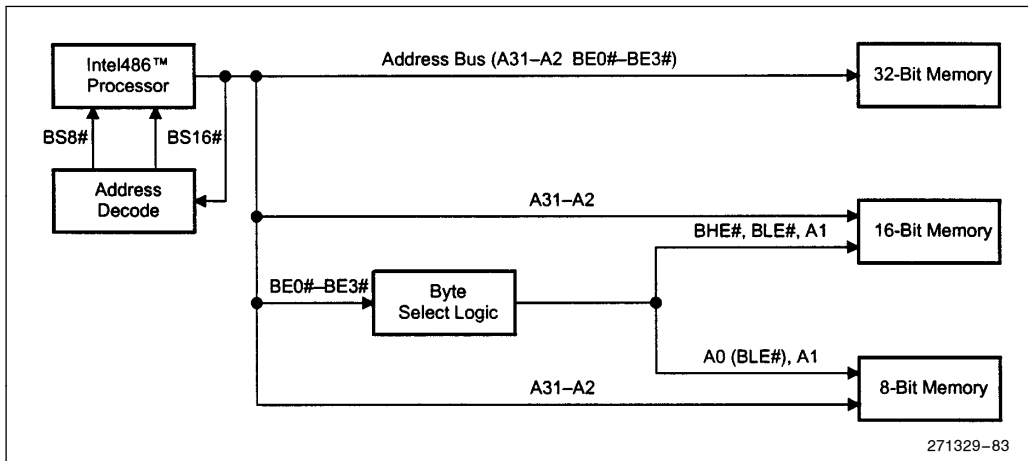 Intel486™
Processor
Address Bus (A31–A2 BE0#–BE3#)
32-Bit Memory
BS8#
BS16#
Address
Decode
A31–A2
16-Bit Memory
BHE#, BLE#, A1
BE0#–BE3#
Byte
Select Logic
A0 (BLE#), A1
8-Bit Memory
A31–A2
271329–83